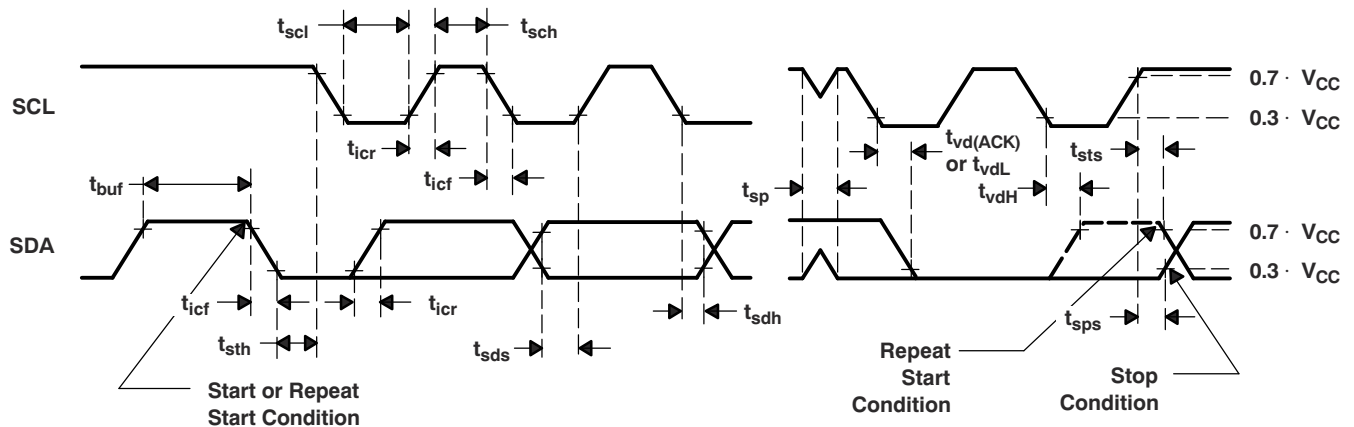 t_scl
t_sch
SCL
0.7 · V_CC
0.3 · V_CC
t_icr
t_icf
t_buf
t_sp
t_vd(ACK)
or t_vdL
t_vdH
t_sts
SDA
0.7 · V_CC
0.3 · V_CC
t_icf
t_icr
t_sth
t_sds
t_sdh
t_sps
Start or Repeat
Start Condition
Repeat
Start
Condition
Stop
Condition